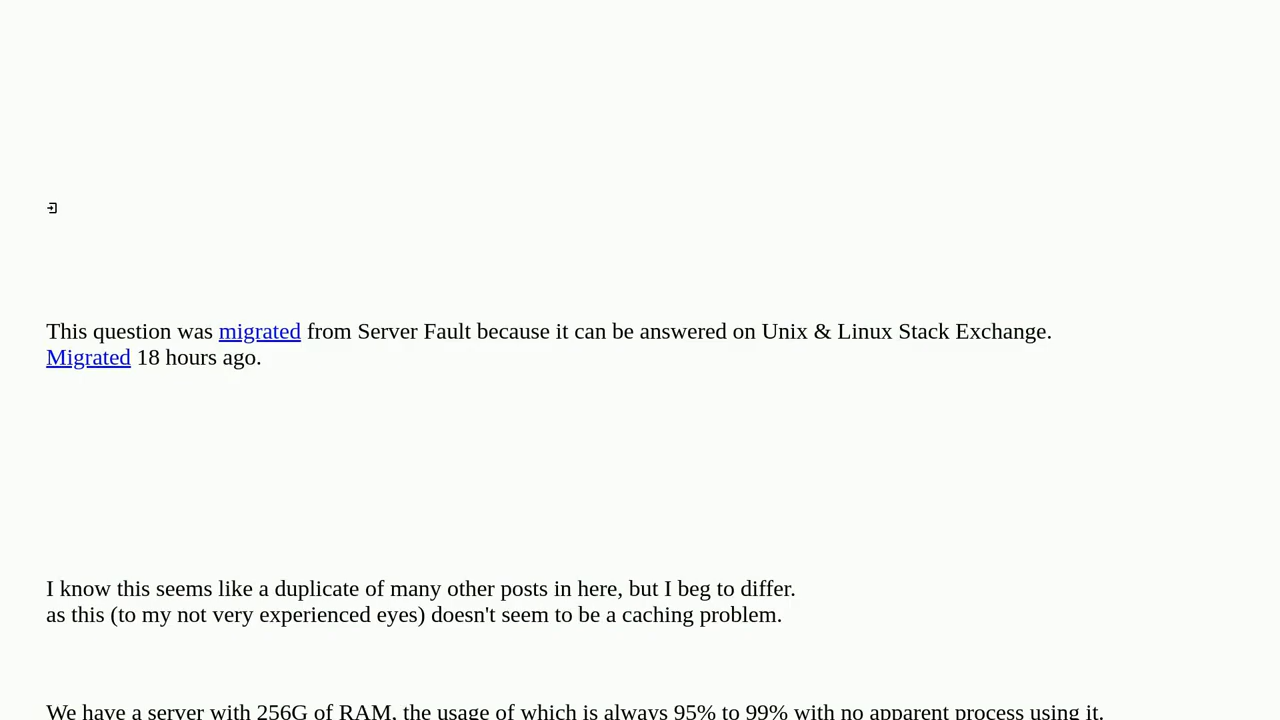 This question was migrated from Server Fault because it can be answered on Unix & Linux Stack Exchange.
Migrated 18 hours ago.
I know this seems like a duplicate of many other posts in here, but I beg to differ.
as this (to my not very experienced eyes) doesn't seem to be a caching problem.
We have a server with 256G of RAM, the usage of which is always 95% to 99% with no apparent process using it.